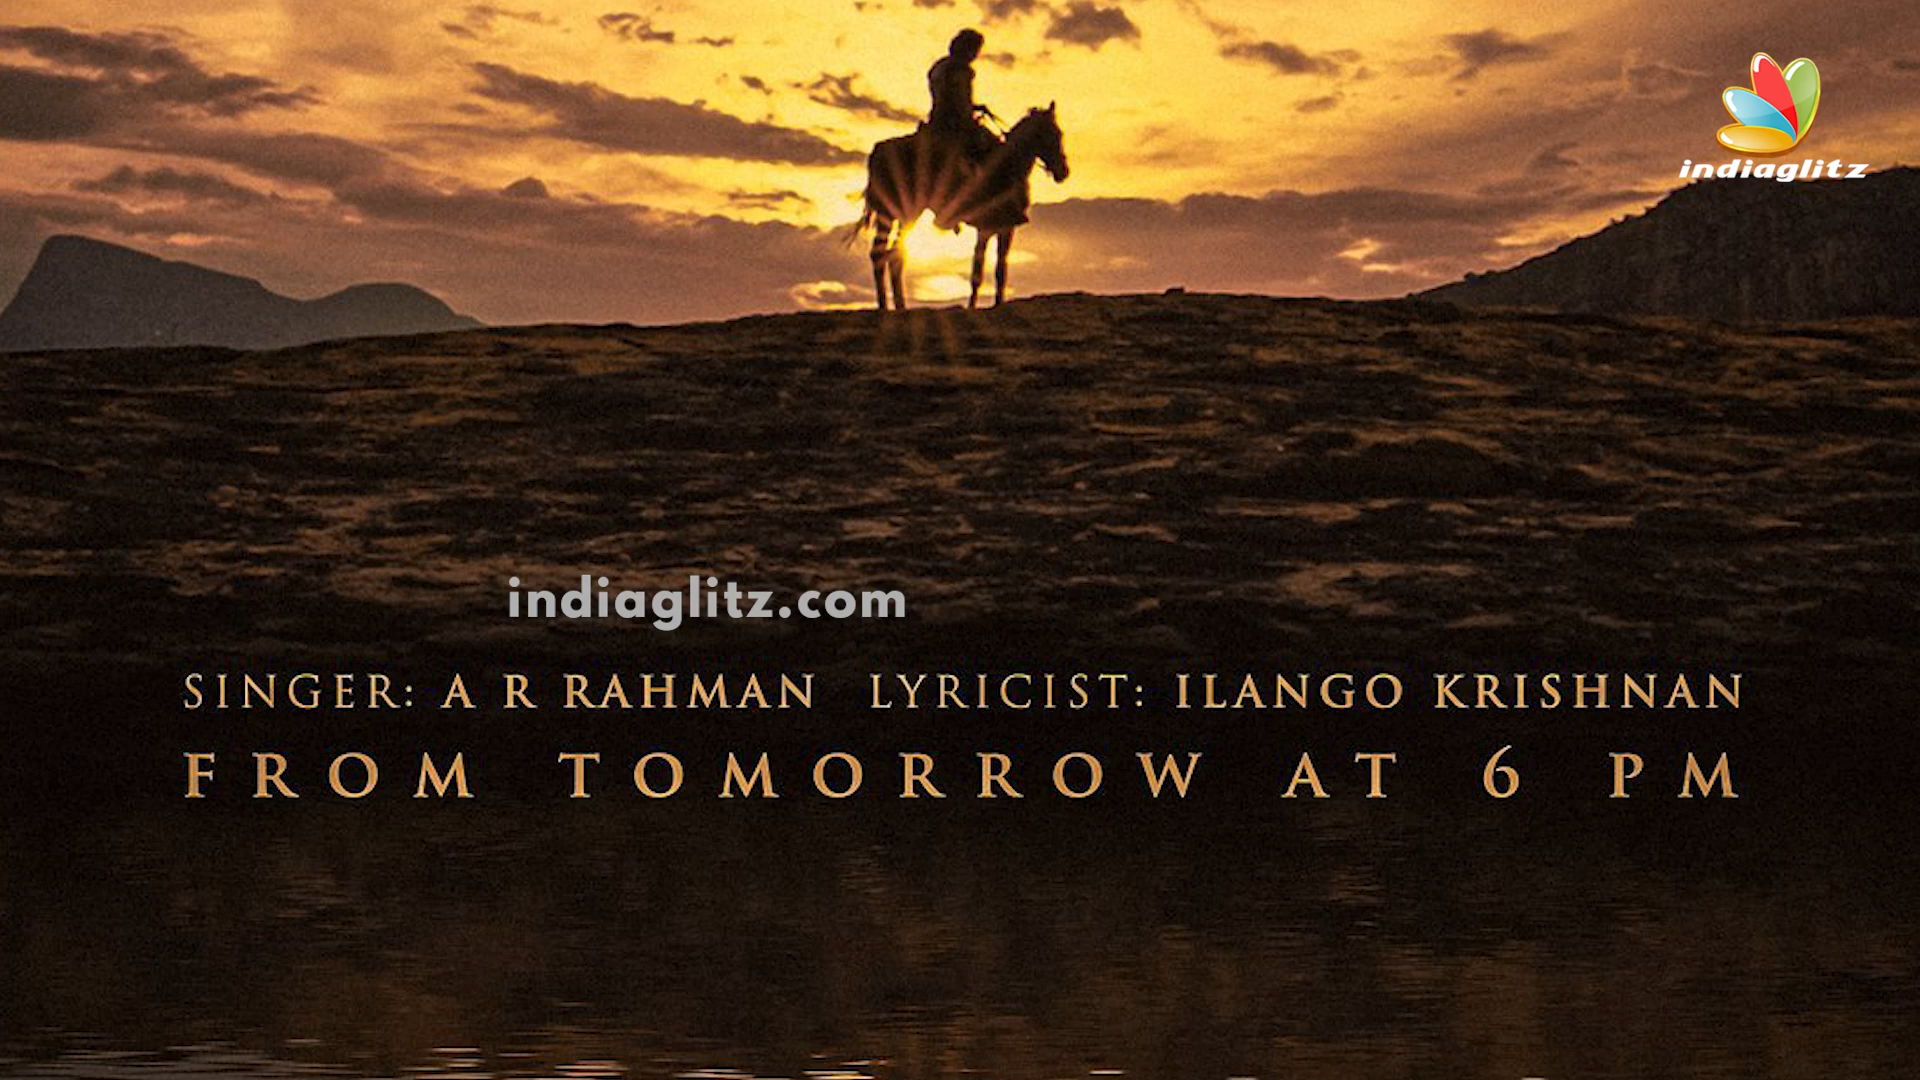 indiaglitz
indiaglitz.com
SINGER: A R RAHMAN LYRICIST: ILANGO KRISHNAN
FROM TOMORROW AT 6 PM